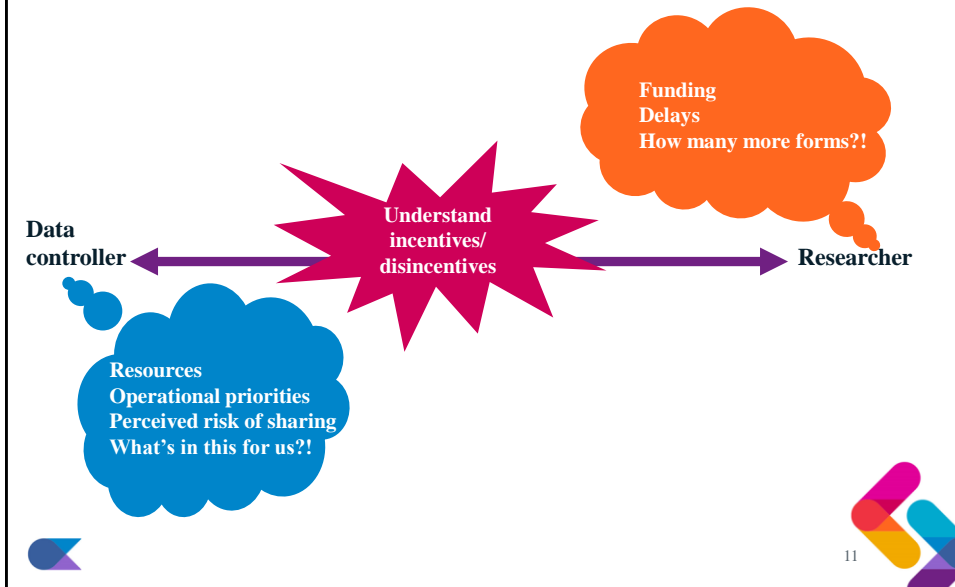 Funding
Delays
How many more forms?!
Understand
incentives/
disincentives
Data
controller
Researcher
Resources
Operational priorities
Perceived risk of sharing
What's in this for us?!
11